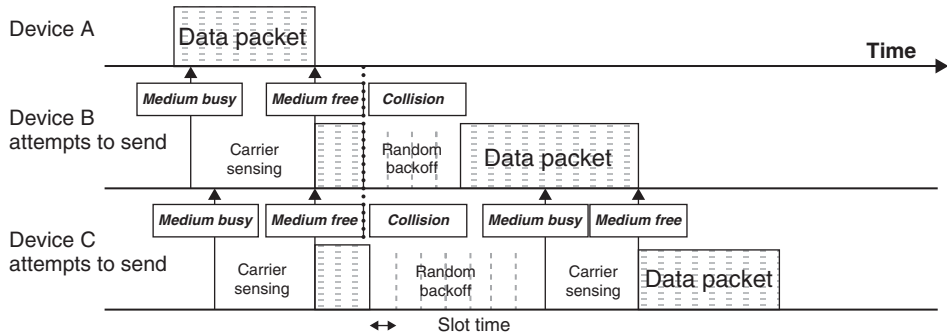 Device A
Data packet
Time
Medium busy
Medium free
Collision
Device B
attempts to send
Carrier
sensing
Random
backoff
Data packet
Medium busy
Medium free
Collision
Medium busy
Medium free
Device C
attempts to send
Carrier
sensing
Random
backoff
Carrier
sensing
Data packet
Slot time